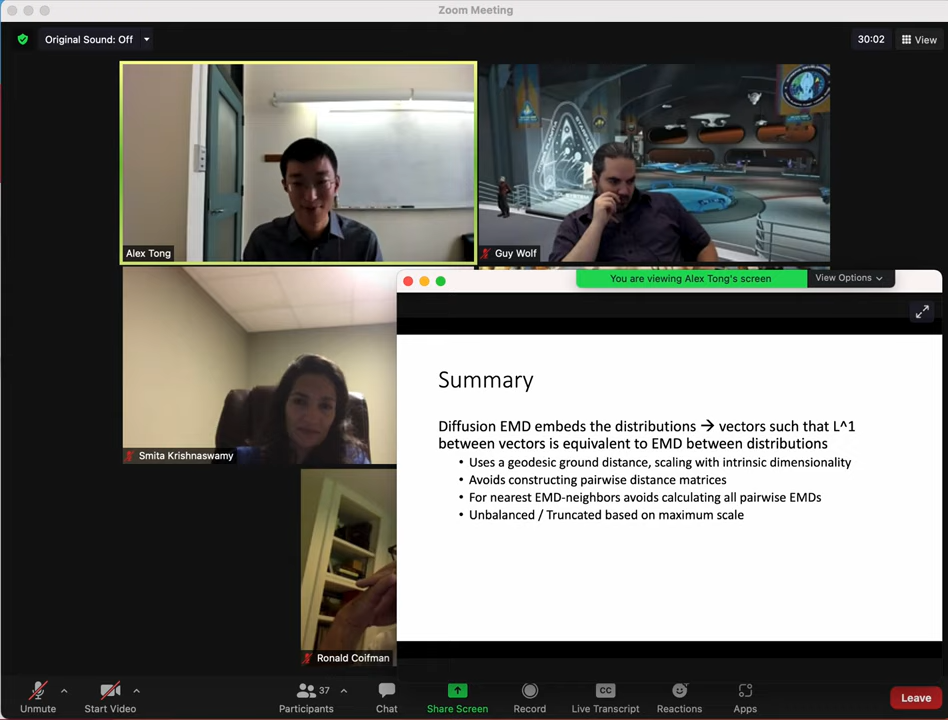 Zoom Meeting
Original Sound: Off
30:02
View
Alex Tong
Guy Wolf
You are viewing Alex Tong's screen
View Options
Summary
Diffusion EMD embeds the distributions → vectors such that L^1
between vectors is equivalent to EMD between distributions
• Uses a geodesic ground distance, scaling with intrinsic dimensionality
• Avoids constructing pairwise distance matrices
• For nearest EMD-neighbors avoids calculating all pairwise EMDs
• Unbalanced / Truncated based on maximum scale
Smita Krishnaswamy
Ronald Coifman
37
CC
Unmute
Start Video
Participants
Chat
Share Screen
Record
Live Transcript
Reactions
Apps
Leave